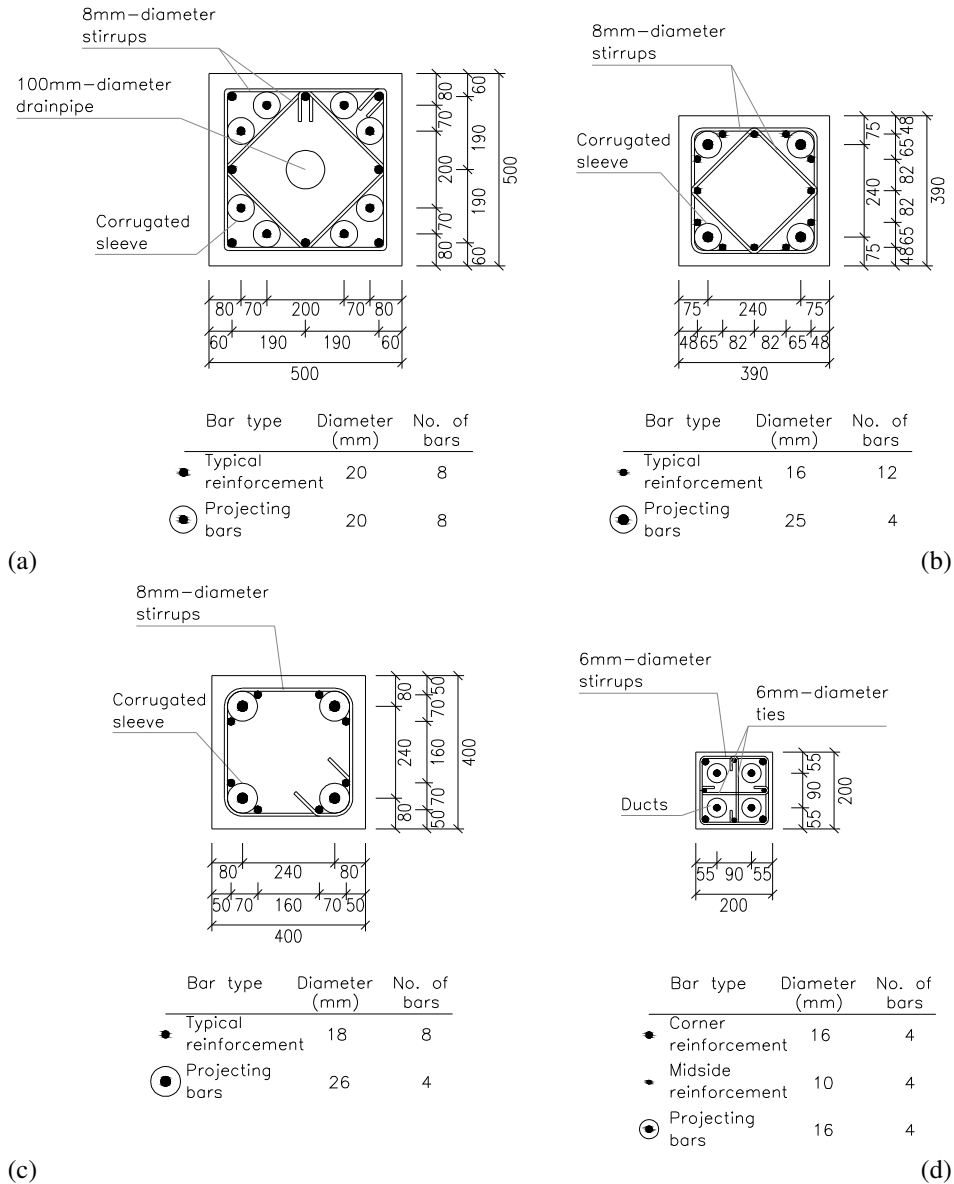 8mm-diameter
stirrups
100mm-diameter
drainpipe
Corrugated
sleeve
80
70
200
70
80
60
190
190
60
500
80 70 200 70 80
60 190 190 60
500
Bar type Diameter (mm) No. of bars
Typical reinforcement 20 8
Projecting bars 20 8
(a)
8mm-diameter
stirrups
Corrugated
sleeve
75
240
75
48
65
82
82
65
48
390
75 240 75
48 65 82 82 65 48
390
Bar type Diameter (mm) No. of bars
Typical reinforcement 16 12
Projecting bars 25 4
(b)
8mm-diameter
stirrups
Corrugated
sleeve
80
240
80
50
70
160
70
50
400
80 240 80
50 70 160 70 50
400
Bar type Diameter (mm) No. of bars
Typical reinforcement 18 8
Projecting bars 26 4
(c)
6mm-diameter
stirrups
6mm-diameter
ties
Ducts
55
90
55
200
55 90 55
200
Bar type Diameter (mm) No. of bars
Corner reinforcement 16 4
Midside reinforcement 10 4
Projecting bars 16 4
(d)